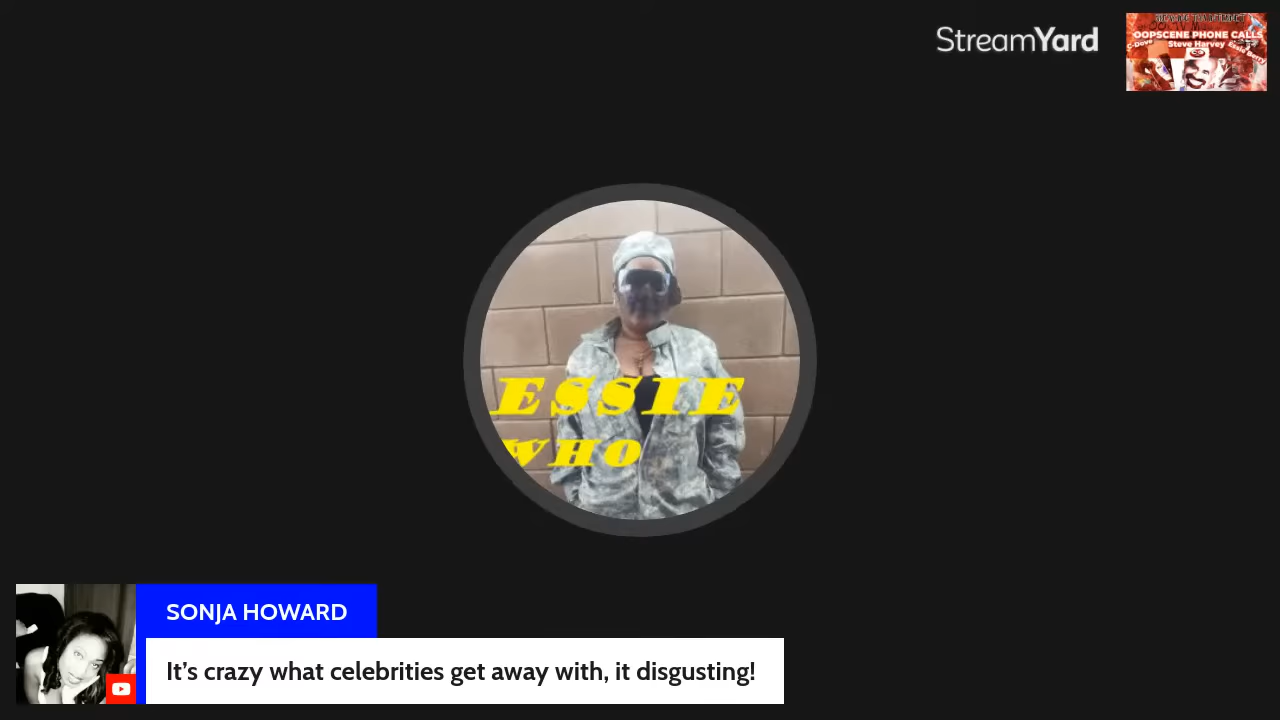 StreamYard
OOPSCENE PHONE CALLS
C-Dove
Steve Harvey
ESSIE
WHO
SONJA HOWARD
It’s crazy what celebrities get away with, it disgusting!